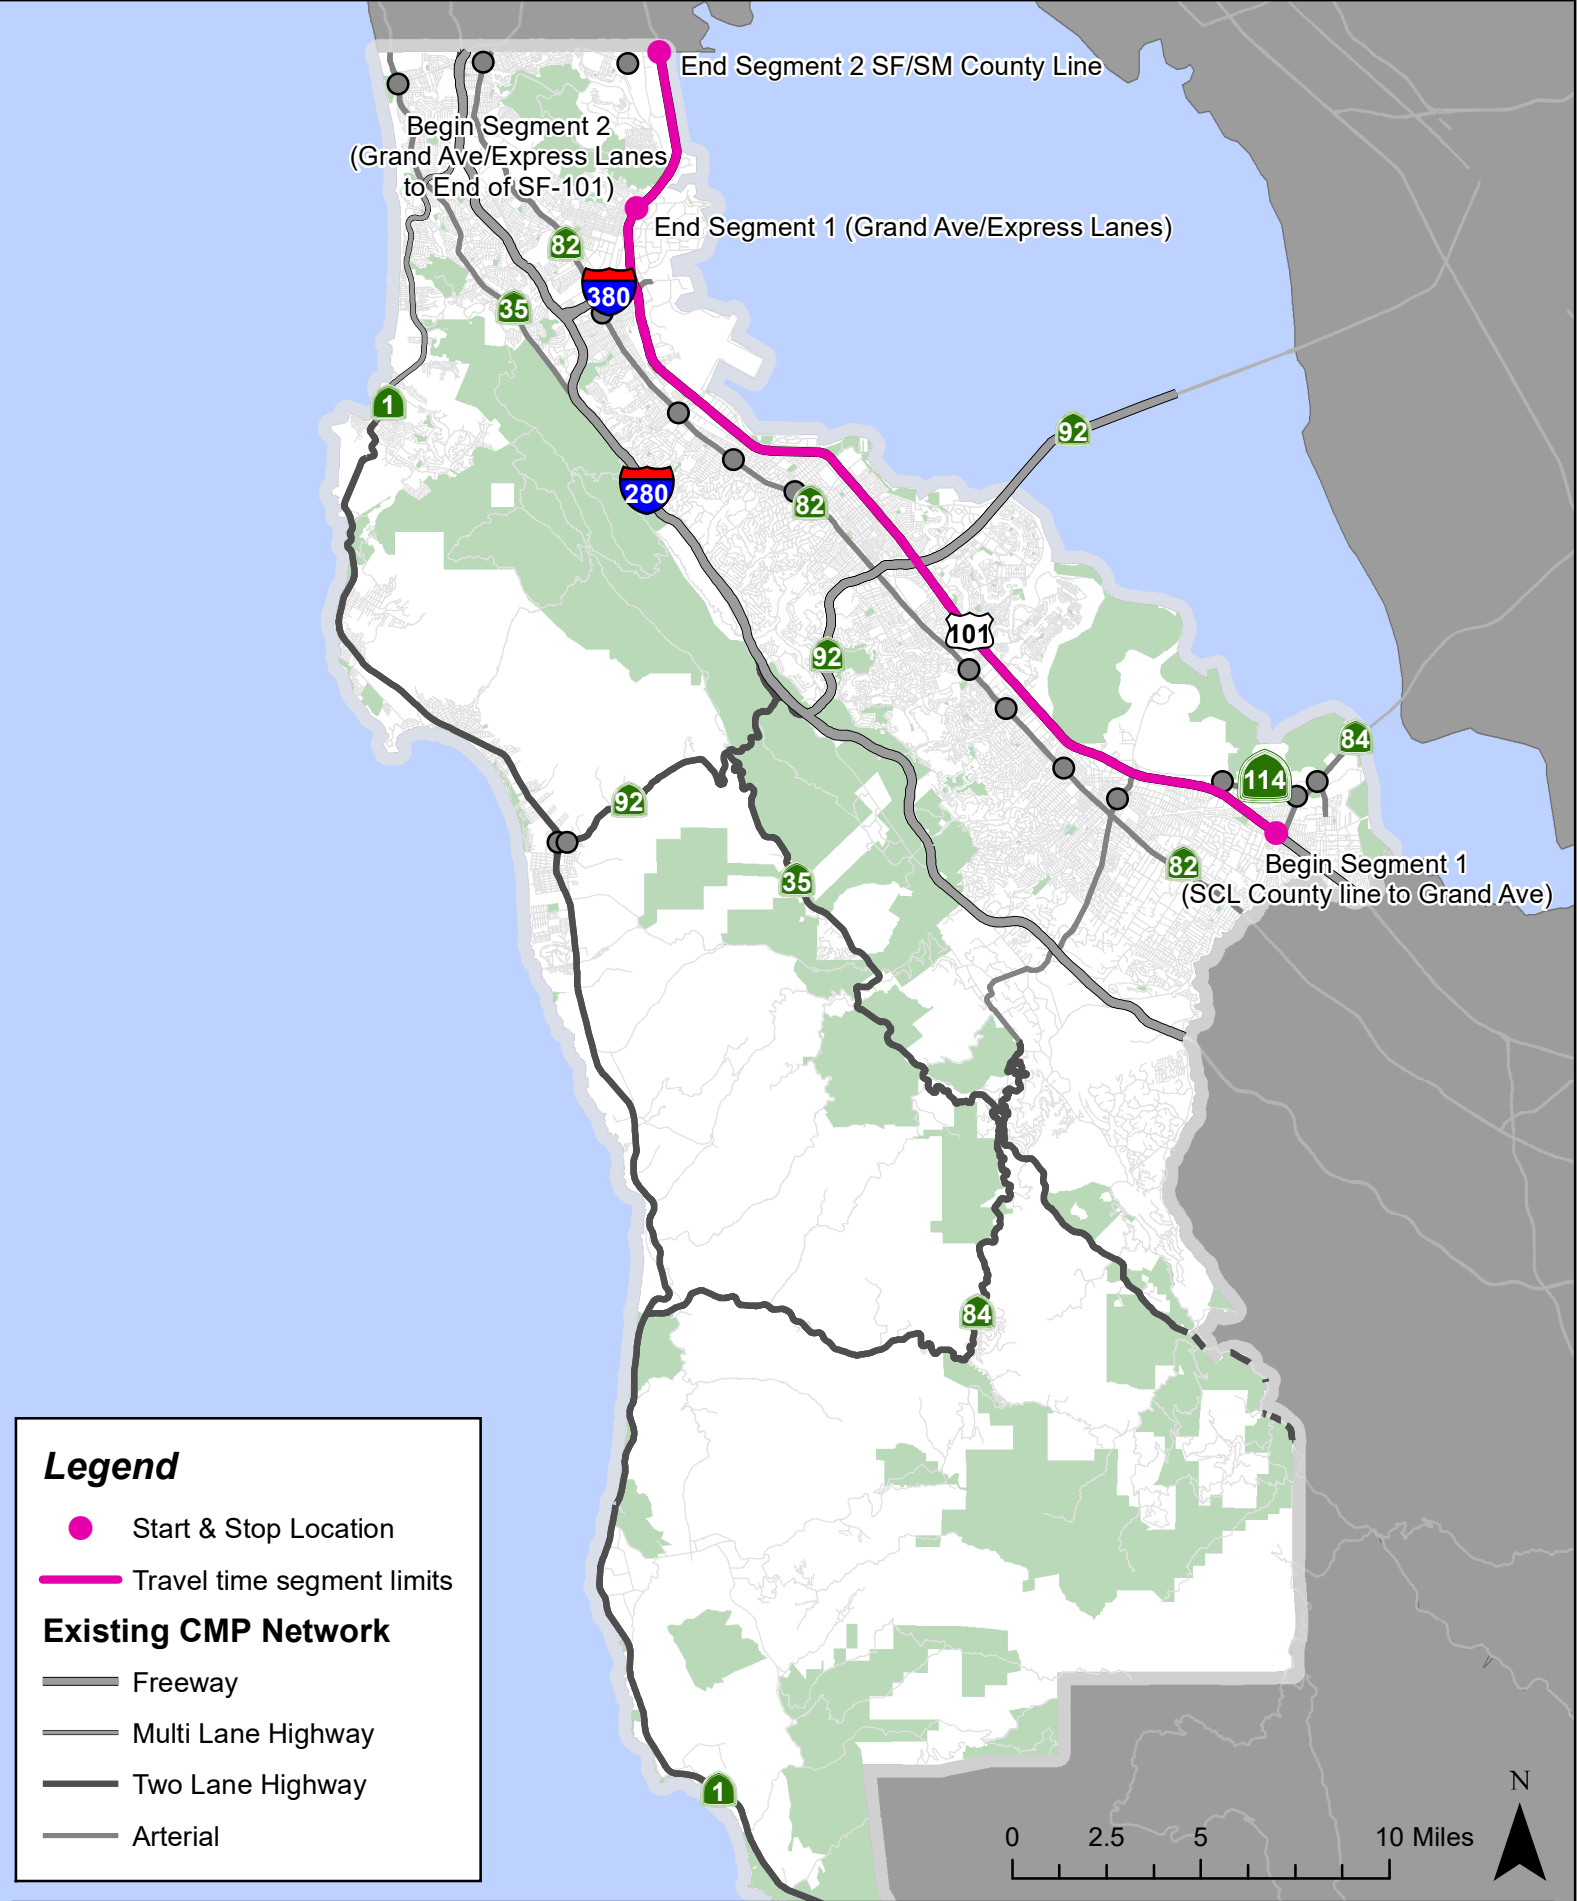 End Segment 2 SF/SM County Line
Begin Segment 2
(Grand Ave/Express Lanes
to End of SF-101)
End Segment 1 (Grand Ave/Express Lanes)
82
380
35
1
92
280
82
101
92
84
114
92
82
Begin Segment 1
(SCL County line to Grand Ave)
35
84
Legend
Start & Stop Location
Travel time segment limits
Existing CMP Network
Freeway
Multi Lane Highway
Two Lane Highway
Arterial
1
N
0 2.5 5 10 Miles